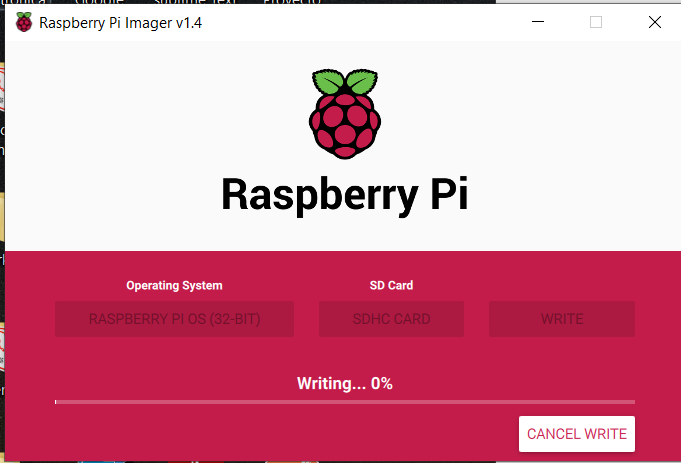 Raspberry Pi Imager v1.4
Raspberry Pi
Operating System SD Card
RASPBERRY PI OS (32-BIT) SDHC CARD WRITE
Writing... 0%
CANCEL WRITE